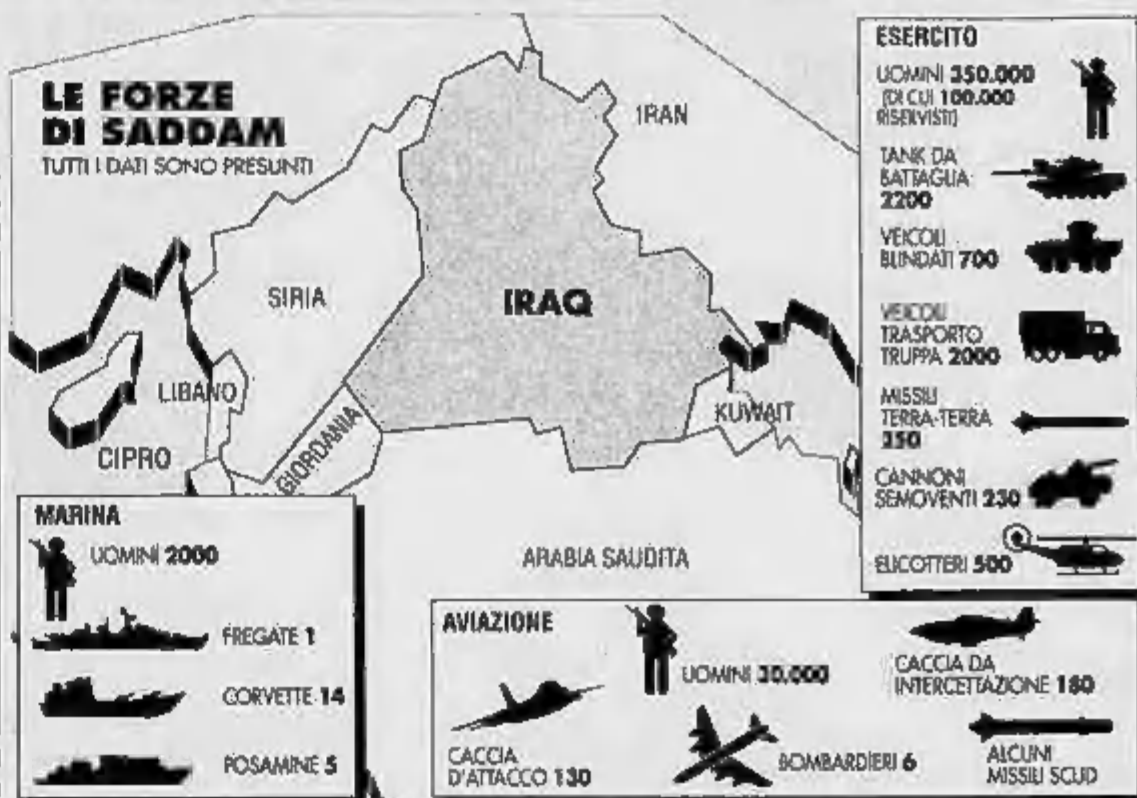 LE FORZE
DI SADDAM
TUTTI I DATI SONO PRESUNTI
IRAN
SIRIA
IRAQ
LIBANO
CIPRO
GIORDANIA
KUWAIT
ARABIA SAUDITA
ESERCITO
UOMINI 350.000
(DI CUI 100.000
RISERVISTI)
TANK DA
BATTAGLIA
2200
VEICOLI
BLINDATI 700
VEICOLI
TRASPORTO
TRUPPA 2000
MISSILI
TERRA-TERRA
350
CANNONI
SEMOVENTI 230
ELICOTTERI 500
MARINA
UOMINI 2000
FREGATE 1
CORVETTE 14
POSAMINE 5
AVIAZIONE
UOMINI 30.000
CACCIA DA
INTERCETTAZIONE 180
CACCIA
D'ATTACCO 130
BOMBARDIERI 6
ALCUNI
MISSILI SCUD